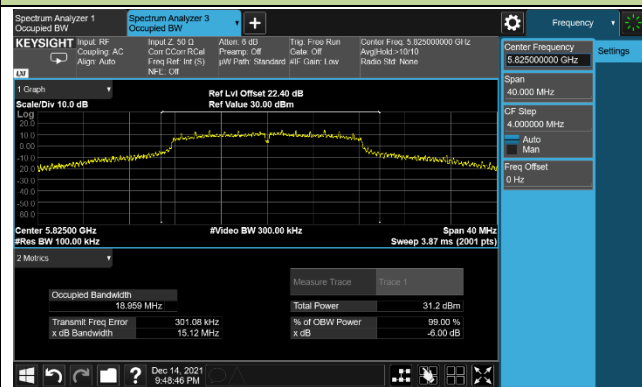 Spectrum Analyzer 1
Occupied BW
Spectrum Analyzer 3
Occupied BW
Frequency
KEYSIGHT
Input: RF
Coupling: AC
Align: Auto
Input Z: 50 Ω
Corr CCorr RCal
Freq Ref: Int (S)
NFE: Off
Atten: 6 dB
Preamp: Off
µW Path: Standard
Trig: Free Run
Gate: Off
#IF Gain: Low
Center Freq: 5.825000000 GHz
Avg|Hold:>10/10
Radio Std: None
LXI
Center Frequency
5.825000000 GHz
Settings
Span
40.000 MHz
CF Step
4.000000 MHz
Auto
Man
Freq Offset
0 Hz
1 Graph
Scale/Div 10.0 dB
Ref Lvl Offset 22.40 dB
Ref Value 30.00 dBm
Log
20.0
10.0
0.00
-10.0
-20.0
-30.0
-40.0
-50.0
-60.0
Center 5.82500 GHz
#Video BW 300.00 kHz
Span 40 MHz
#Res BW 100.00 kHz
Sweep 3.87 ms (2001 pts)
2 Metrics
Measure Trace
Trace 1
Occupied Bandwidth
18.959 MHz
Total Power
31.2 dBm
Transmit Freq Error
301.08 kHz
% of OBW Power
99.00 %
x dB Bandwidth
15.12 MHz
x dB
-6.00 dB
Dec 14, 2021
9:48:46 PM